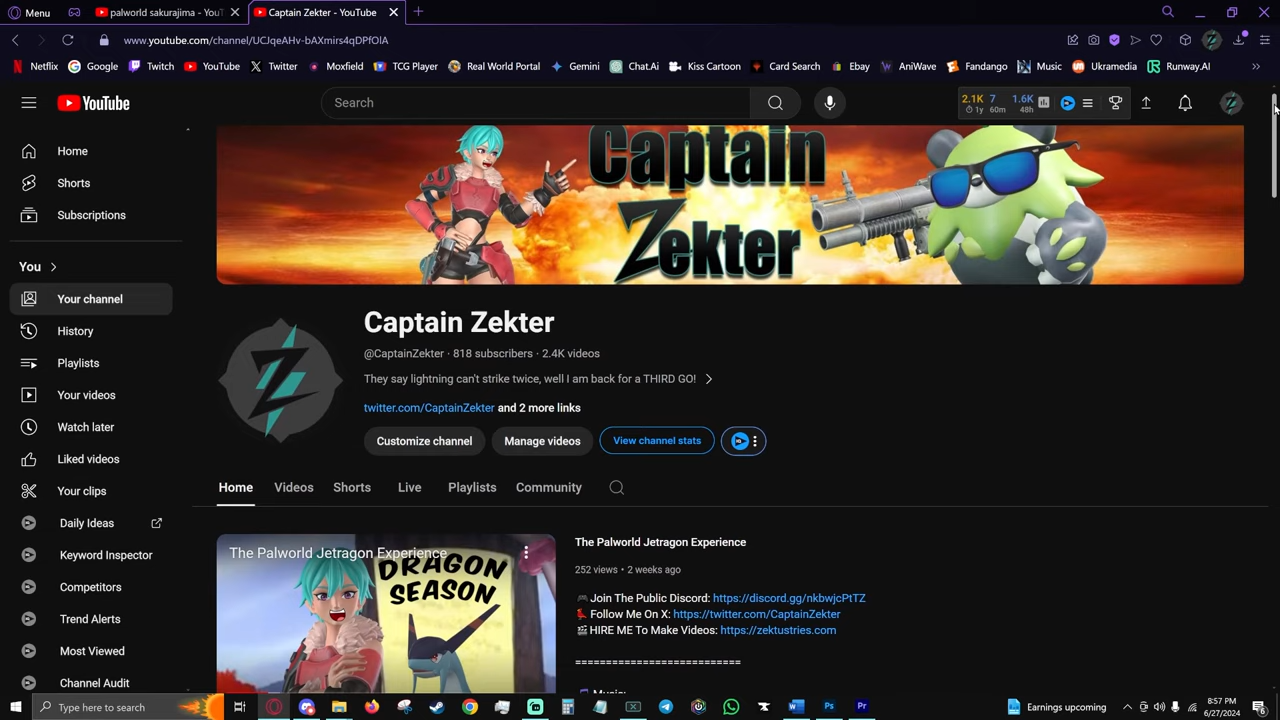 Menu
palworld sakurajima - YouT
Captain Zekter - YouTube
www.youtube.com/channel/UCJqeAHv-bAXmirs4qDPfOIA
Netflix
Google
Twitch
YouTube
Twitter
Moxfield
TCG Player
Real World Portal
Gemini
Chat.Ai
Kiss Cartoon
Card Search
Ebay
AniWave
Fandango
Music
Ukramedia
Runway.AI
YouTube
Search
2.1K 7 1.6K
1y 60m 48h
Home
Shorts
Subscriptions
You
Your channel
History
Playlists
Your videos
Watch later
Liked videos
Your clips
Daily Ideas
Keyword Inspector
Competitors
Trend Alerts
Most Viewed
Channel Audit
Captain
Zekter
Captain Zekter
@CaptainZekter · 818 subscribers · 2.4K videos
They say lightning can't strike twice, well I am back for a THIRD GO!
twitter.com/CaptainZekter and 2 more links
Customize channel
Manage videos
View channel stats
Home
Videos
Shorts
Live
Playlists
Community
The Palworld Jetragon Experience
DRAGON
SEASON
The Palworld Jetragon Experience
252 views • 2 weeks ago
Join The Public Discord: https://discord.gg/nkbwjcPtTZ
Follow Me On X: https://twitter.com/CaptainZekter
HIRE ME To Make Videos: https://zektustries.com
===========================
Music:
Type here to search
Earnings upcoming
8:57 PM
6/27/2024